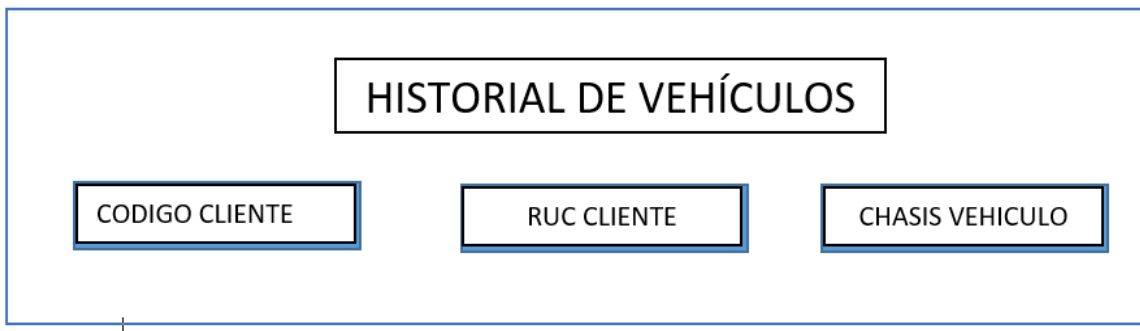 HISTORIAL DE VEHÍCULOS
CODIGO CLIENTE
RUC CLIENTE
CHASIS VEHICULO